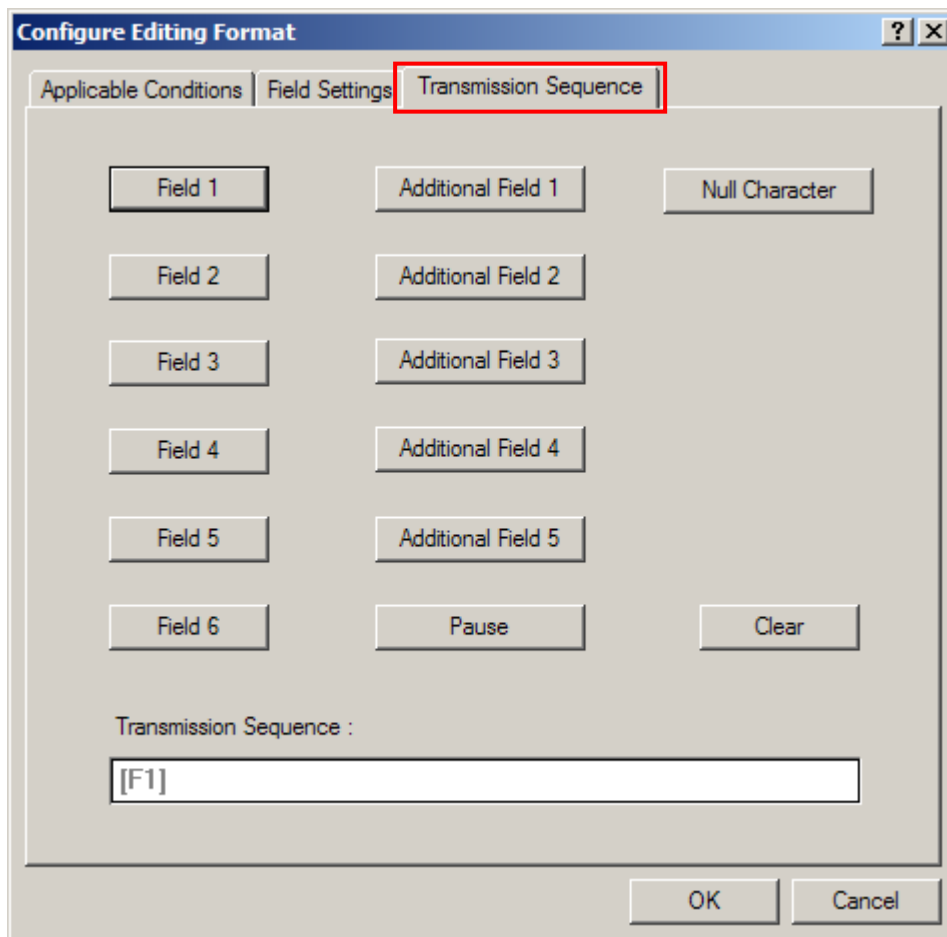 Configure Editing Format
Applicable Conditions Field Settings Transmission Sequence
Field 1 Additional Field 1 Null Character
Field 2 Additional Field 2
Field 3 Additional Field 3
Field 4 Additional Field 4
Field 5 Additional Field 5
Field 6 Pause Clear
Transmission Sequence :
[F1]
OK Cancel